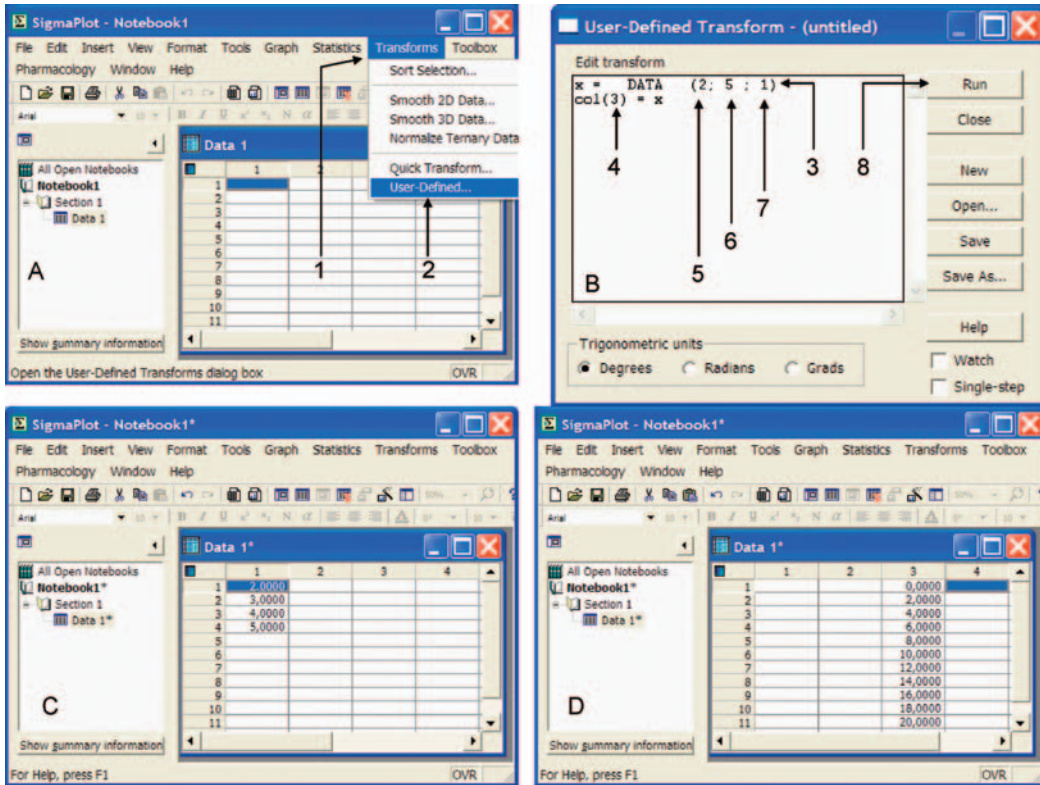 SigmaPlot - Notebook1
File Edit Insert View Format Tools Graph Statistics Transforms Toolbox
Pharmacology Window Help
Sort Selection...
Smooth 2D Data...
Smooth 3D Data...
Normalize Ternary Data
Quick Transform...
User-Defined...
Arial
Data 1
1 2
All Open Notebooks
Notebook1
Section 1
Data 1
1
2
3
4
5
6
7
8
9
10
11
1
2
A
Show summary information
Open the User-Defined Transforms dialog box
OVR
User-Defined Transform - (untitled)
Edit transform
x = DATA (2; 5 ; 1)
col(3) = x
4
5
6
7
3
8
B
Run
Close
New
Open...
Save
Save As...
Help
Trigonometric units
Degrees Radians Grads
Watch
Single-step
SigmaPlot - Notebook1*
File Edit Insert View Format Tools Graph Statistics Transforms Toolbox
Pharmacology Window Help
Arial
Data 1*
All Open Notebooks
Notebook1*
Section 1
Data 1*
1 2 3 4
1 2,0000
2 3,0000
3 4,0000
4 5,0000
5
6
7
8
9
10
11
C
Show summary information
For Help, press F1
OVR
SigmaPlot - Notebook1*
File Edit Insert View Format Tools Graph Statistics Transforms Toolbox
Pharmacology Window Help
Arial
Data 1*
All Open Notebooks
Notebook1*
Section 1
Data 1*
1 2 3 4
1 0,0000
2 2,0000
3 4,0000
4 6,0000
5 8,0000
6 10,0000
7 12,0000
8 14,0000
9 16,0000
10 18,0000
11 20,0000
D
Show summary information
For Help, press F1
OVR